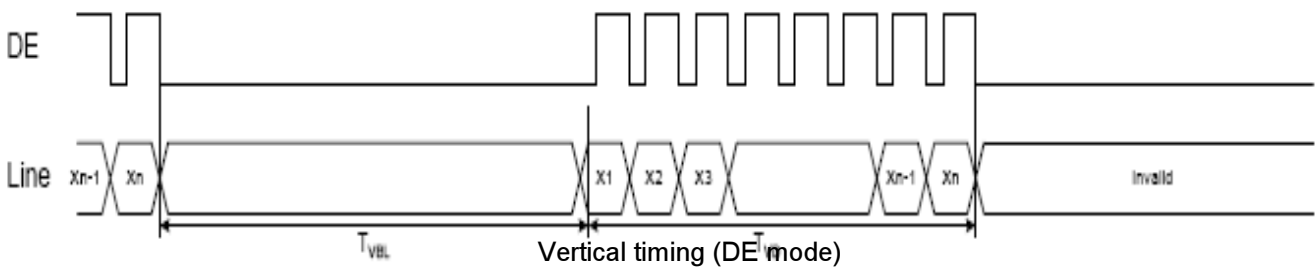 DE
Line Xn-1 Xn X1 X2 X3 Xn-1 Xn Invalid
TVBL
Vertical timing (DE mode)